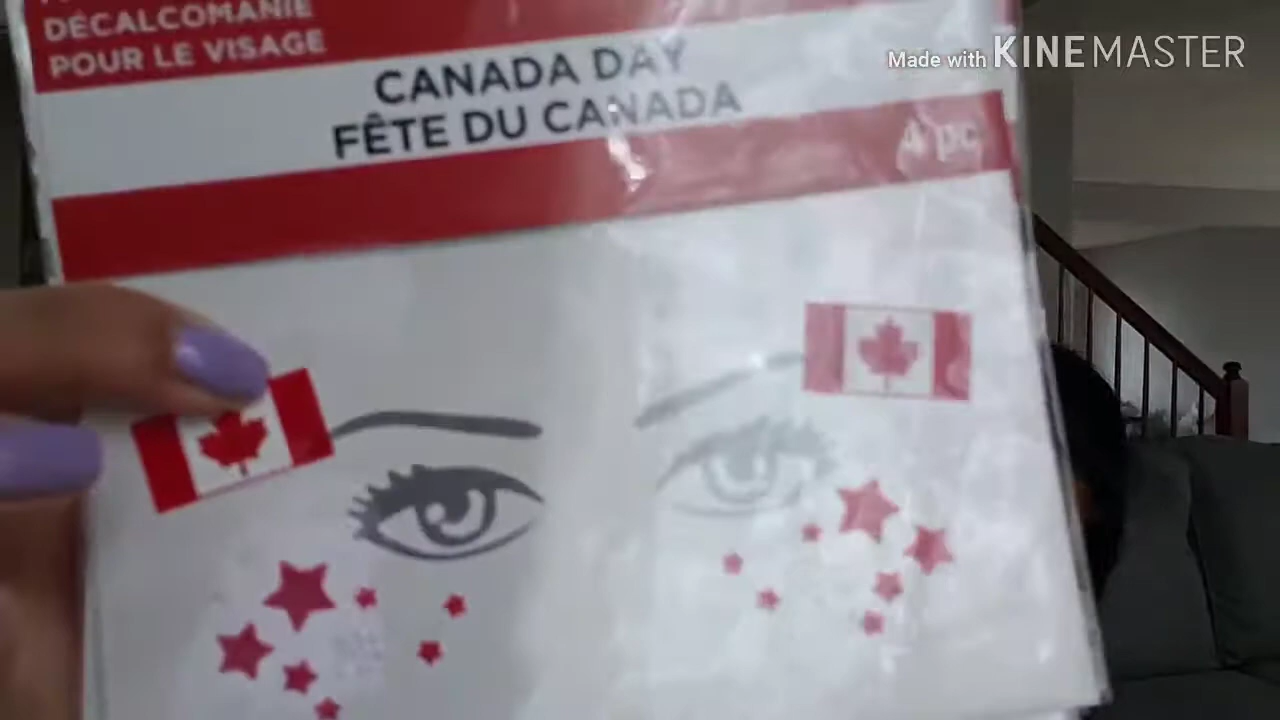 DÉCALCOMANIE
POUR LE VISAGE
Made with KINEMASTER
CANADA DAY
FÊTE DU CANADA
4 pc